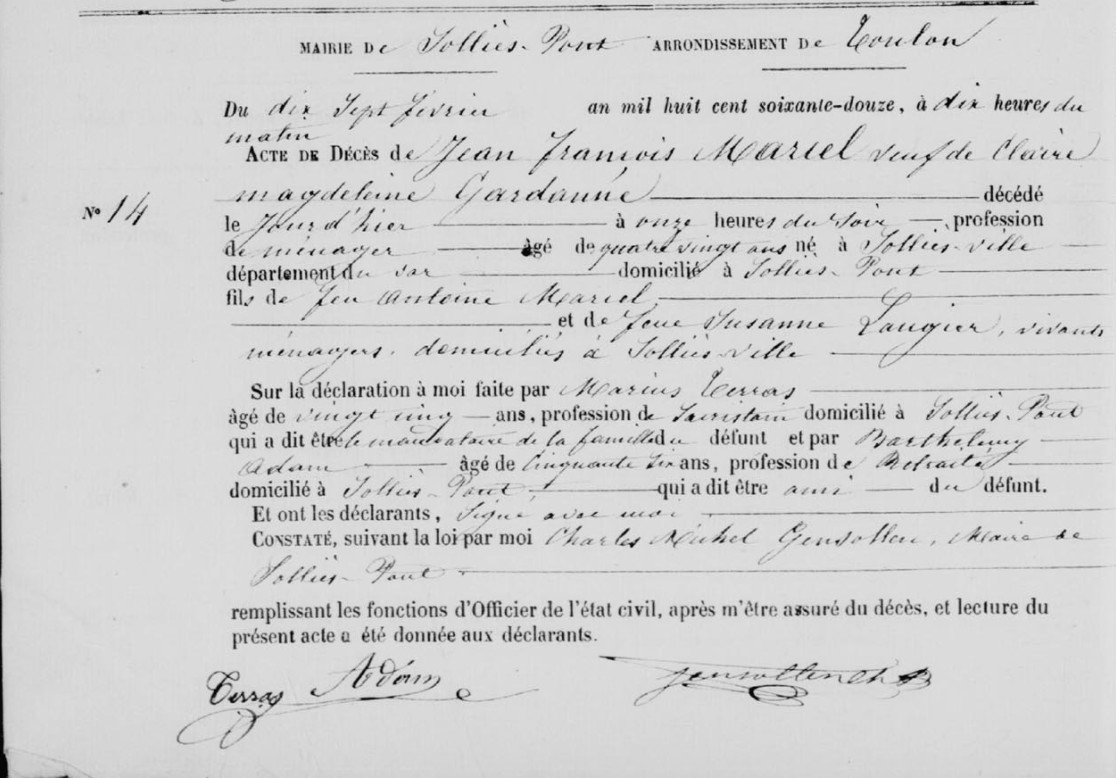 MAIRIE De Solliès-Pont ARRONDISSEMENT De Toulon
Du dix Sept février an mil huit cent soixante-douze, à dix heures du
matin
ACTE DE DÉCÈS de Jean François Martel veuf de Claire
magdeleine Gardanne décédé
No 14
le Jour d'hier à onze heures du Soir profession
de ménager âgé de quatre vingt ans né à Solliès-ville
département du var domicilié à Solliès-Pont
fils de feu Antoine Martel
et de feue Susanne Laugier, vivants
ménagers, domiciliés à Solliès-ville
Sur la déclaration à moi faite par Marius Terras
âgé de vingt cinq ans, profession de Sacristain domicilié à Solliès-Pont
qui a dit être le mandataire de la famille du défunt et par Barthélemy
Adam âgé de Cinquante Six ans, profession de Retraité
domicilié à Solliès-Pont qui a dit être ami du défunt.
Et ont les déclarants, Signé avec moi
CONSTATÉ, suivant la loi par moi Charles Michel Gensollen, Maire de
Solliès-Pont
remplissant les fonctions d'Officier de l'état civil, après m'être assuré du décès, et lecture du
présent acte a été donnée aux déclarants.
Terras Adam Gensollen Ch